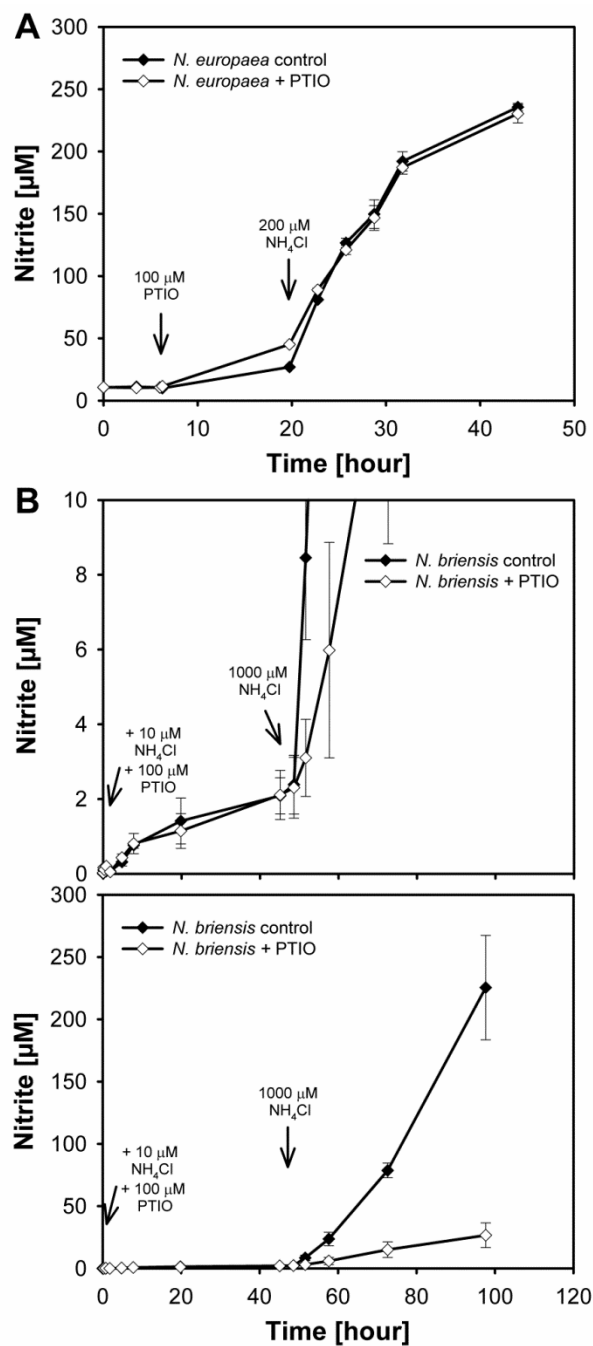 A
300
250
200
150
100
50
0
Nitrite [µM]
N. europaea control
N. europaea + PTIO
100 µM
PTIO
200 µM
NH₄Cl
0 10 20 30 40 50
Time [hour]
B
10
8
6
4
2
0
Nitrite [µM]
N. briensis control
N. briensis + PTIO
1000 µM
NH₄Cl
+ 10 µM
NH₄Cl
+ 100 µM
PTIO
300
250
200
150
100
50
0
Nitrite [µM]
N. briensis control
N. briensis + PTIO
1000 µM
NH₄Cl
+ 10 µM
NH₄Cl
+ 100 µM
PTIO
0 20 40 60 80 100 120
Time [hour]